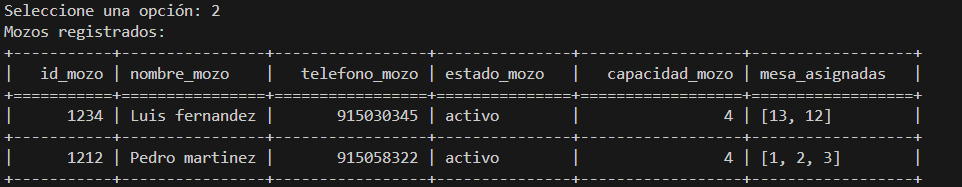 Seleccione una opción: 2
Mozos registrados:
+-----------+----------------+-----------------+---------------+------------------+-----------------+
|   id_mozo | nombre_mozo    |   telefono_mozo | estado_mozo   |   capacidad_mozo | mesa_asignadas  |
+===========+================+=================+===============+==================+=================+
|      1234 | Luis fernandez |       915030345 | activo        |                4 | [13, 12]        |
+-----------+----------------+-----------------+---------------+------------------+-----------------+
|      1212 | Pedro martinez |       915058322 | activo        |                4 | [1, 2, 3]       |
+-----------+----------------+-----------------+---------------+------------------+-----------------+